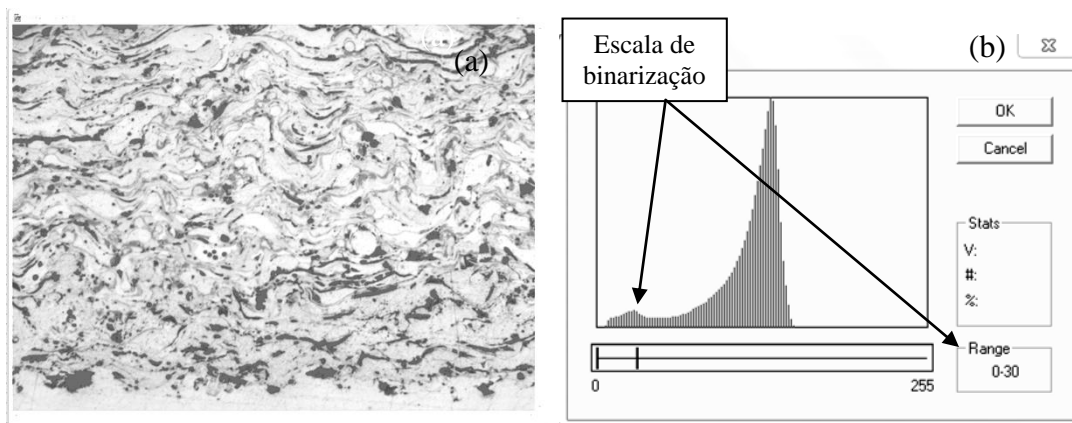 (a)
Escala de
binarização
(b)
OK
Cancel
Stats
V:
#:
%:
Range
0-30
0
255